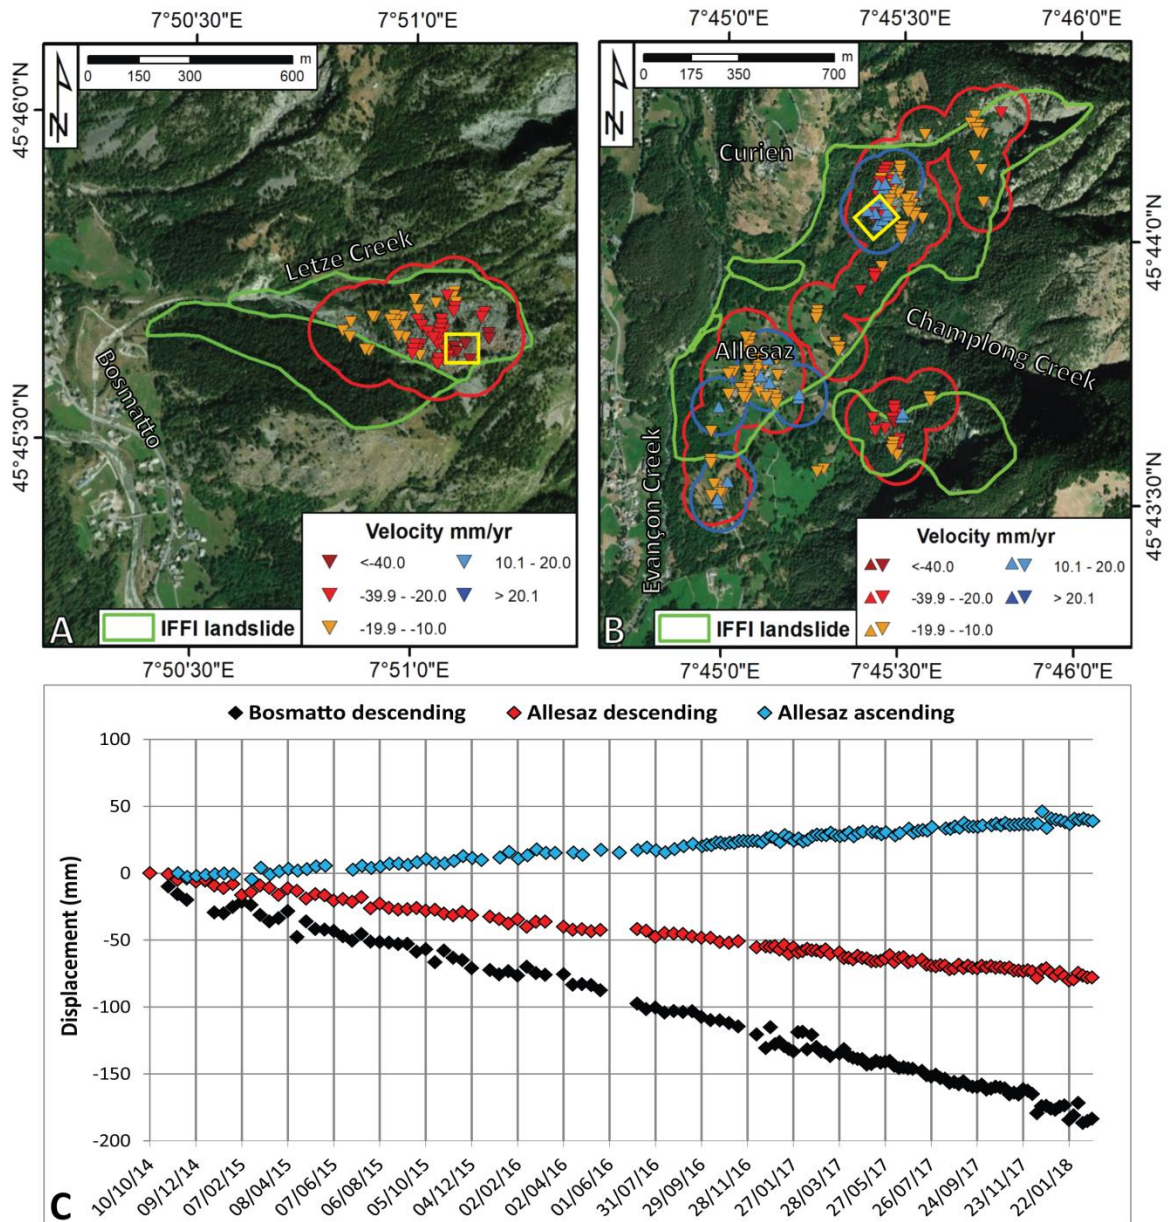 7°50'30"E 7°51'0"E
7°45'0"E 7°45'30"E 7°46'0"E
45°46'0"N
45°45'30"N
m
0 150 300 600
N
Letze Creek
Bosmatto
Velocity mm/yr
<-40.0 10.1 - 20.0
-39.9 - -20.0 > 20.1
-19.9 - -10.0
IFFI landslide
A
7°50'30"E 7°51'0"E
m
0 175 350 700
N
Curien
Allesaz
Champlong Creek
Evançon Creek
45°44'0"N
45°43'30"N
Velocity mm/yr
<-40.0 10.1 - 20.0
-39.9 - -20.0 > 20.1
-19.9 - -10.0
IFFI landslide
B
7°45'0"E 7°45'30"E 7°46'0"E
Bosmatto descending Allesaz descending Allesaz ascending
Displacement (mm)
100
50
0
-50
-100
-150
-200
10/10/14 09/12/14 07/02/15 08/04/15 07/06/15 06/08/15 05/10/15 04/12/15 02/02/16 02/04/16 01/06/16 31/07/16 29/09/16 28/11/16 27/01/17 28/03/17 27/05/17 26/07/17 24/09/17 23/11/17 22/01/18
C